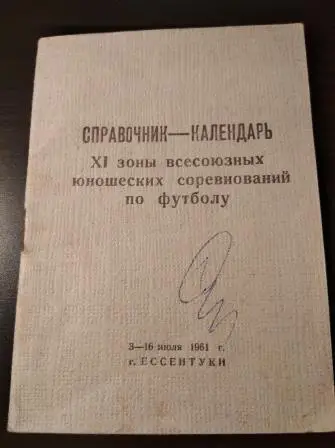 СПРАВОЧНИК—КАЛЕНДАРЬ
XI зоны всесоюзных
юношеских соревнований
по футболу
3—16 июля 1961 г.
г. ЕССЕНТУКИ